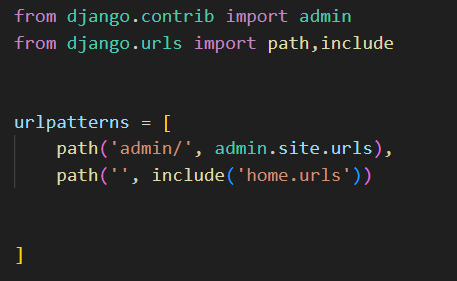 from django.contrib import admin
from django.urls import path,include
urlpatterns = [
    path('admin/', admin.site.urls),
    path('', include('home.urls'))
]